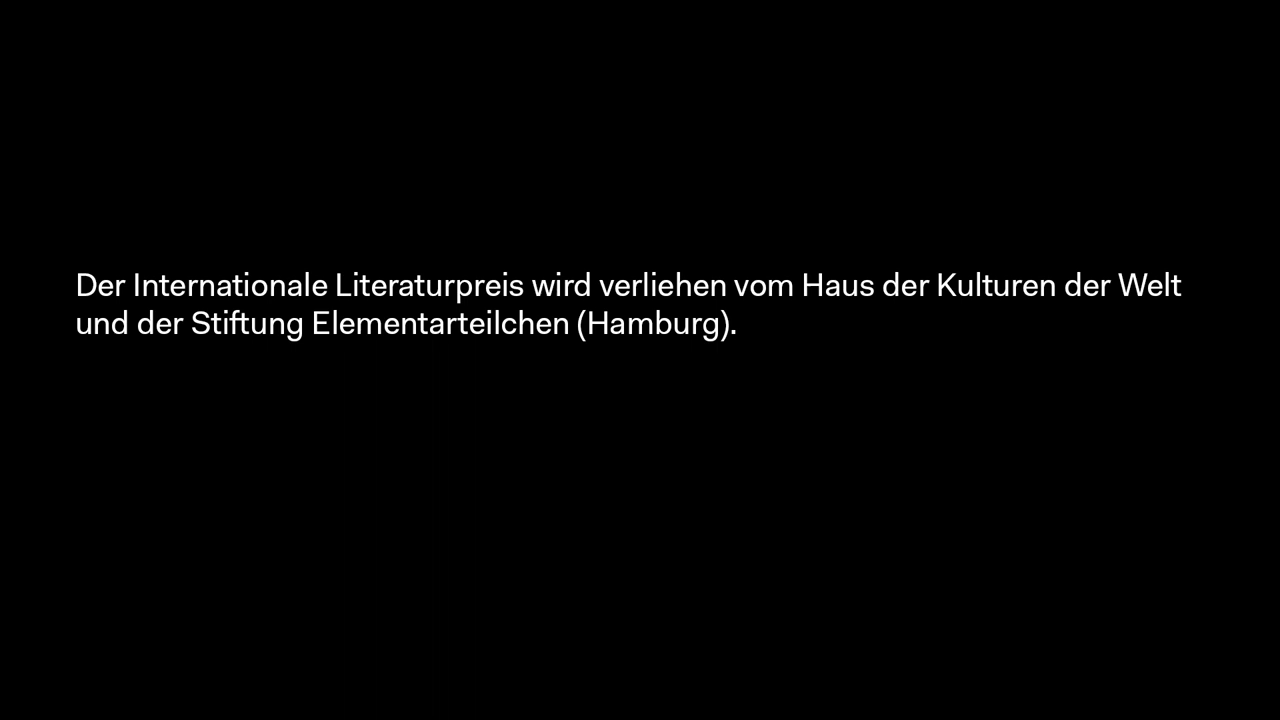 Der Internationale Literaturpreis wird verliehen vom Haus der Kulturen der Welt
und der Stiftung Elementarteilchen (Hamburg).